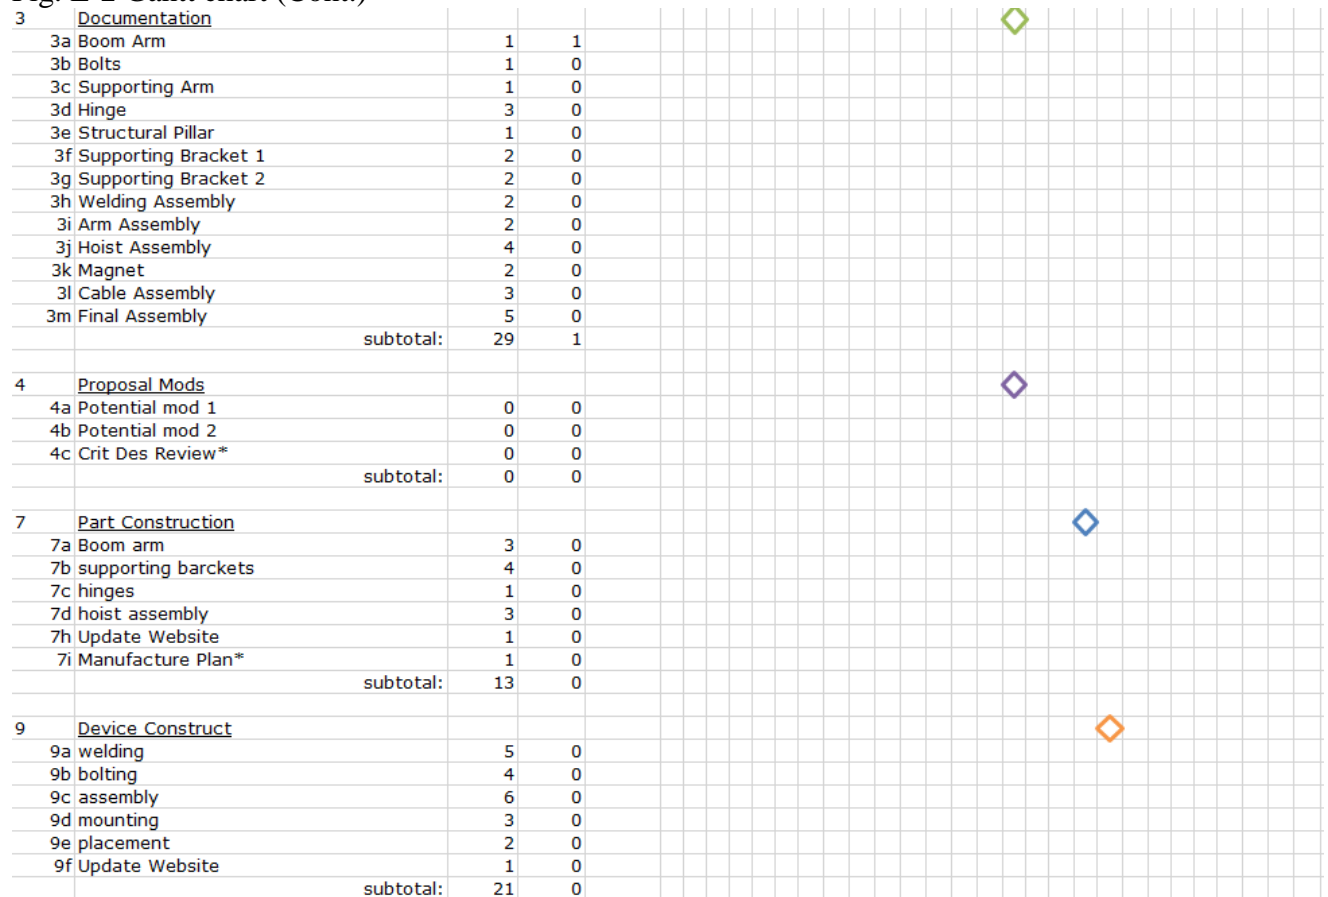 Fig. E-2 Gantt chart (Cont.)
3 Documentation
3a Boom Arm 1 1
3b Bolts 1 0
3c Supporting Arm 1 0
3d Hinge 3 0
3e Structural Pillar 1 0
3f Supporting Bracket 1 2 0
3g Supporting Bracket 2 2 0
3h Welding Assembly 2 0
3i Arm Assembly 2 0
3j Hoist Assembly 4 0
3k Magnet 2 0
3l Cable Assembly 3 0
3m Final Assembly 5 0
subtotal: 29 1
4 Proposal Mods
4a Potential mod 1 0 0
4b Potential mod 2 0 0
4c Crit Des Review* 0 0
subtotal: 0 0
7 Part Construction
7a Boom arm 3 0
7b supporting barckets 4 0
7c hinges 1 0
7d hoist assembly 3 0
7h Update Website 1 0
7i Manufacture Plan* 1 0
subtotal: 13 0
9 Device Construct
9a welding 5 0
9b bolting 4 0
9c assembly 6 0
9d mounting 3 0
9e placement 2 0
9f Update Website 1 0
subtotal: 21 0